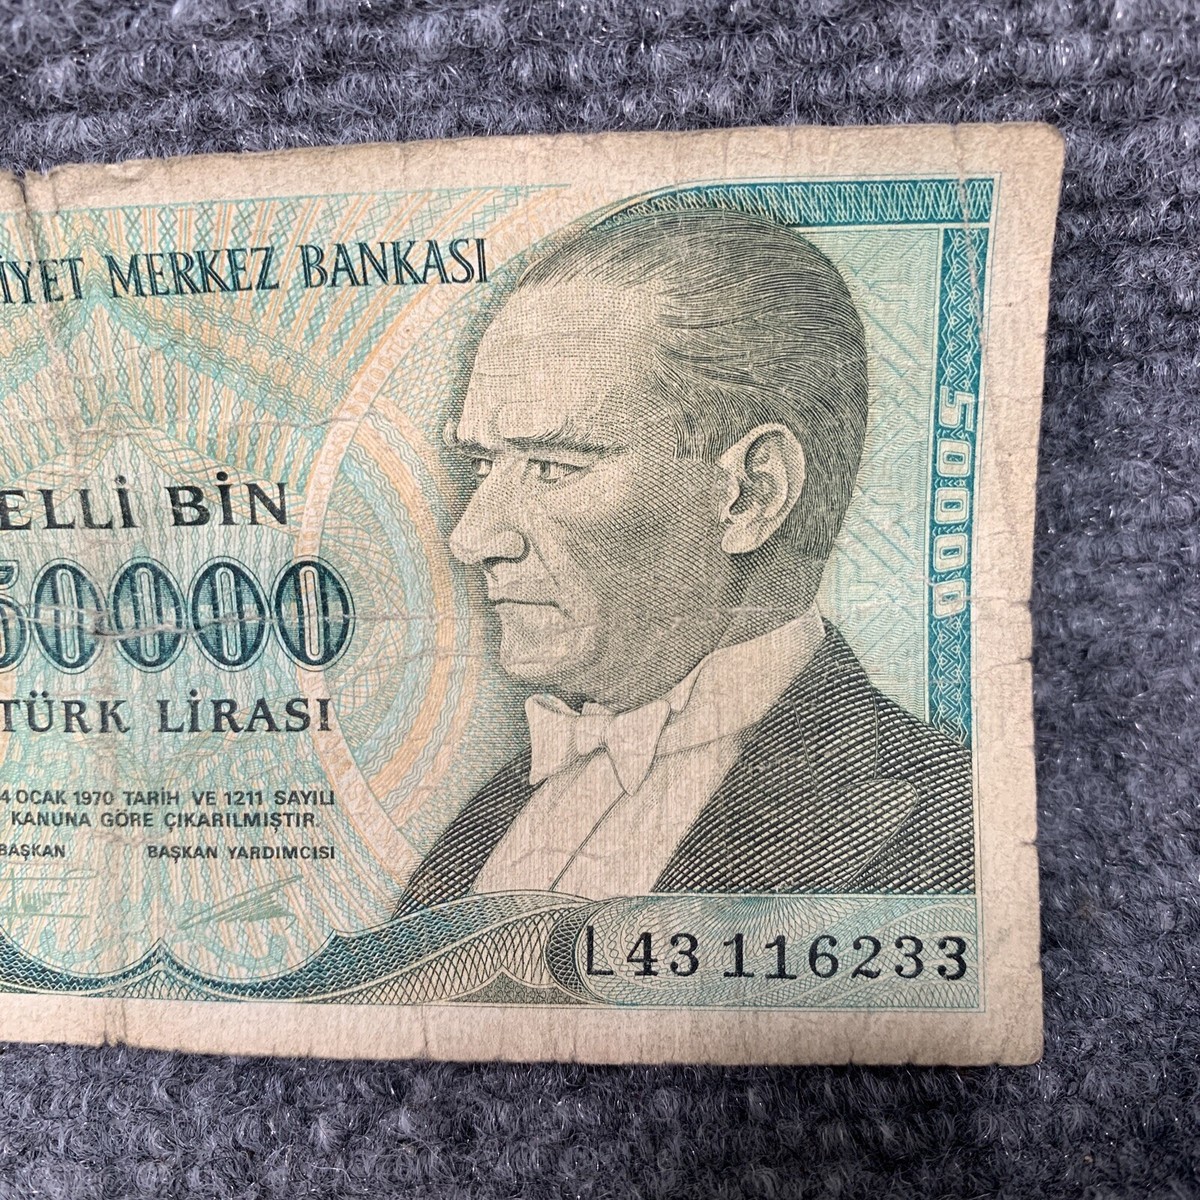 İYET MERKEZ BANKASI
ELLİ BİN
50000
TÜRK LİRASI
4 OCAK 1970 TARİH VE 1211 SAYILI
KANUNA GÖRE ÇIKARILMIŞTIR.
BAŞKAN BAŞKAN YARDIMCISI
L43 116233
50000